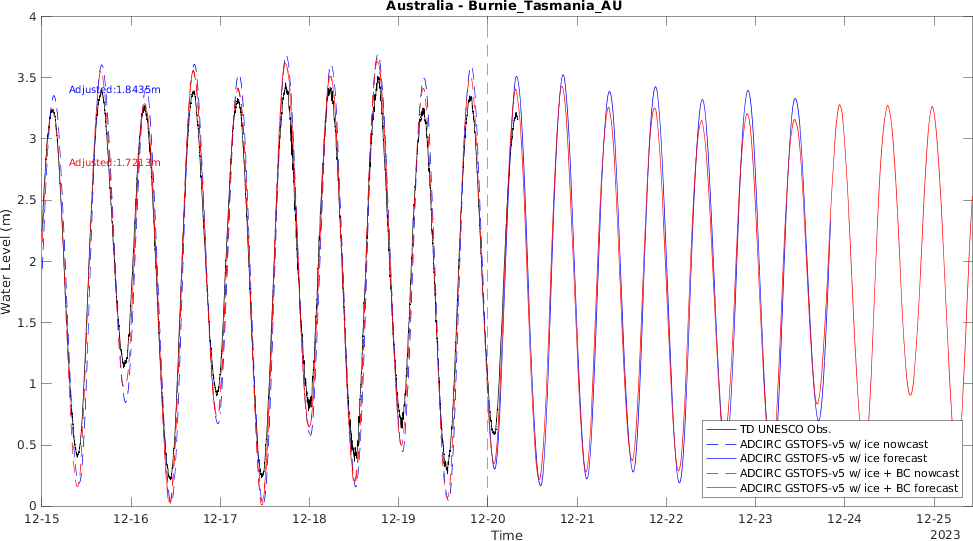 Australia - Burnie_Tasmania_AU
Water Level (m)
4
3.5
3
2.5
2
1.5
1
0.5
0
Adjusted:1.8435m
Adjusted:1.7213m
TD UNESCO Obs.
ADCIRC GSTOFS-v5 w/ ice nowcast
ADCIRC GSTOFS-v5 w/ ice forecast
ADCIRC GSTOFS-v5 w/ ice + BC nowcast
ADCIRC GSTOFS-v5 w/ ice + BC forecast
12-15 12-16 12-17 12-18 12-19 12-20 12-21 12-22 12-23 12-24 12-25
Time
2023